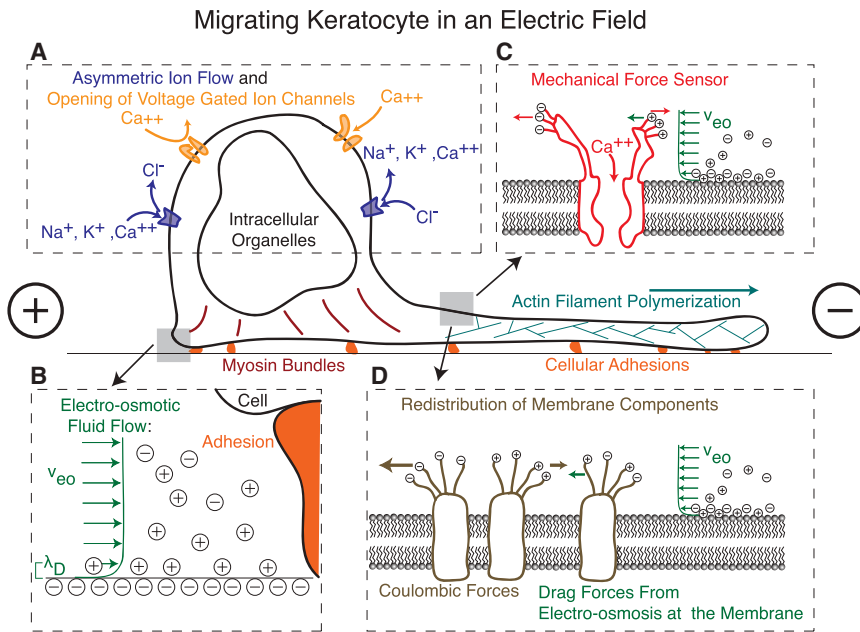 Migrating Keratocyte in an Electric Field
A
Asymmetric Ion Flow and
Opening of Voltage Gated Ion Channels
Ca++
Ca++
Cl-
Na+, K+ ,Ca++
Na+, K+ ,Ca++
Cl-
Intracellular
Organelles
C
Mechanical Force Sensor
Ca++
veo
+
−
Actin Filament Polymerization
Myosin Bundles
Cellular Adhesions
B
Electro-osmotic
Fluid Flow:
Cell
Adhesion
veo
λD
D
Redistribution of Membrane Components
veo
Coulombic Forces
Drag Forces From
Electro-osmosis at the Membrane